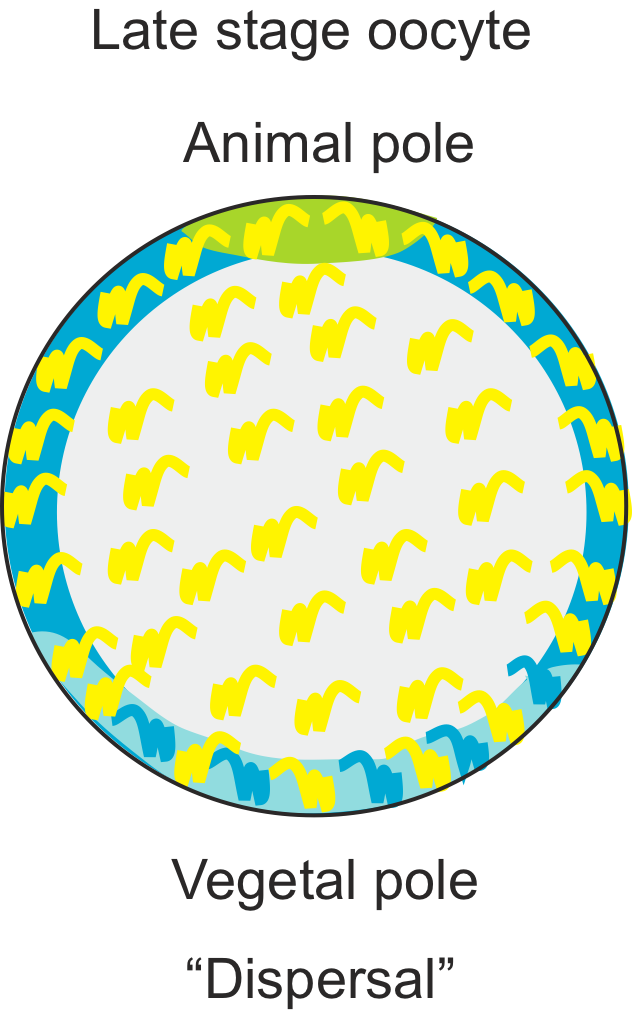 Late stage oocyte
Animal pole
Vegetal pole
“Dispersal”